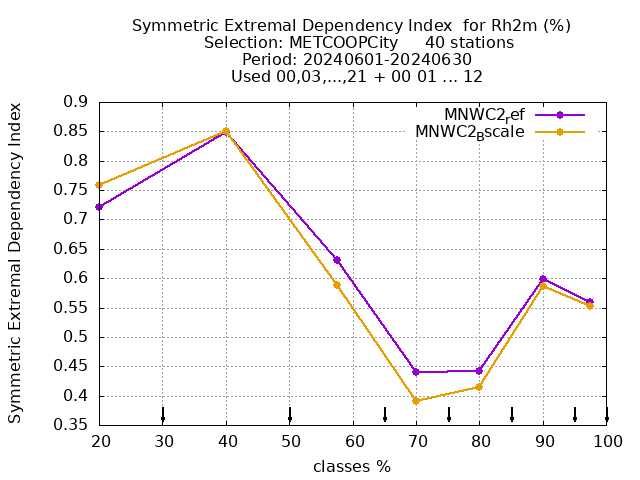 Symmetric Extremal Dependency Index  for Rh2m (%)
Selection: METCOOPCity     40 stations
Period: 20240601-20240630
Used 00,03,...,21 + 00 01 ... 12
MNWC2ref
MNWC2Bscale
Symmetric Extremal Dependency Index
0.9
0.85
0.8
0.75
0.7
0.65
0.6
0.55
0.5
0.45
0.4
0.35
20 30 40 50 60 70 80 90 100
classes %